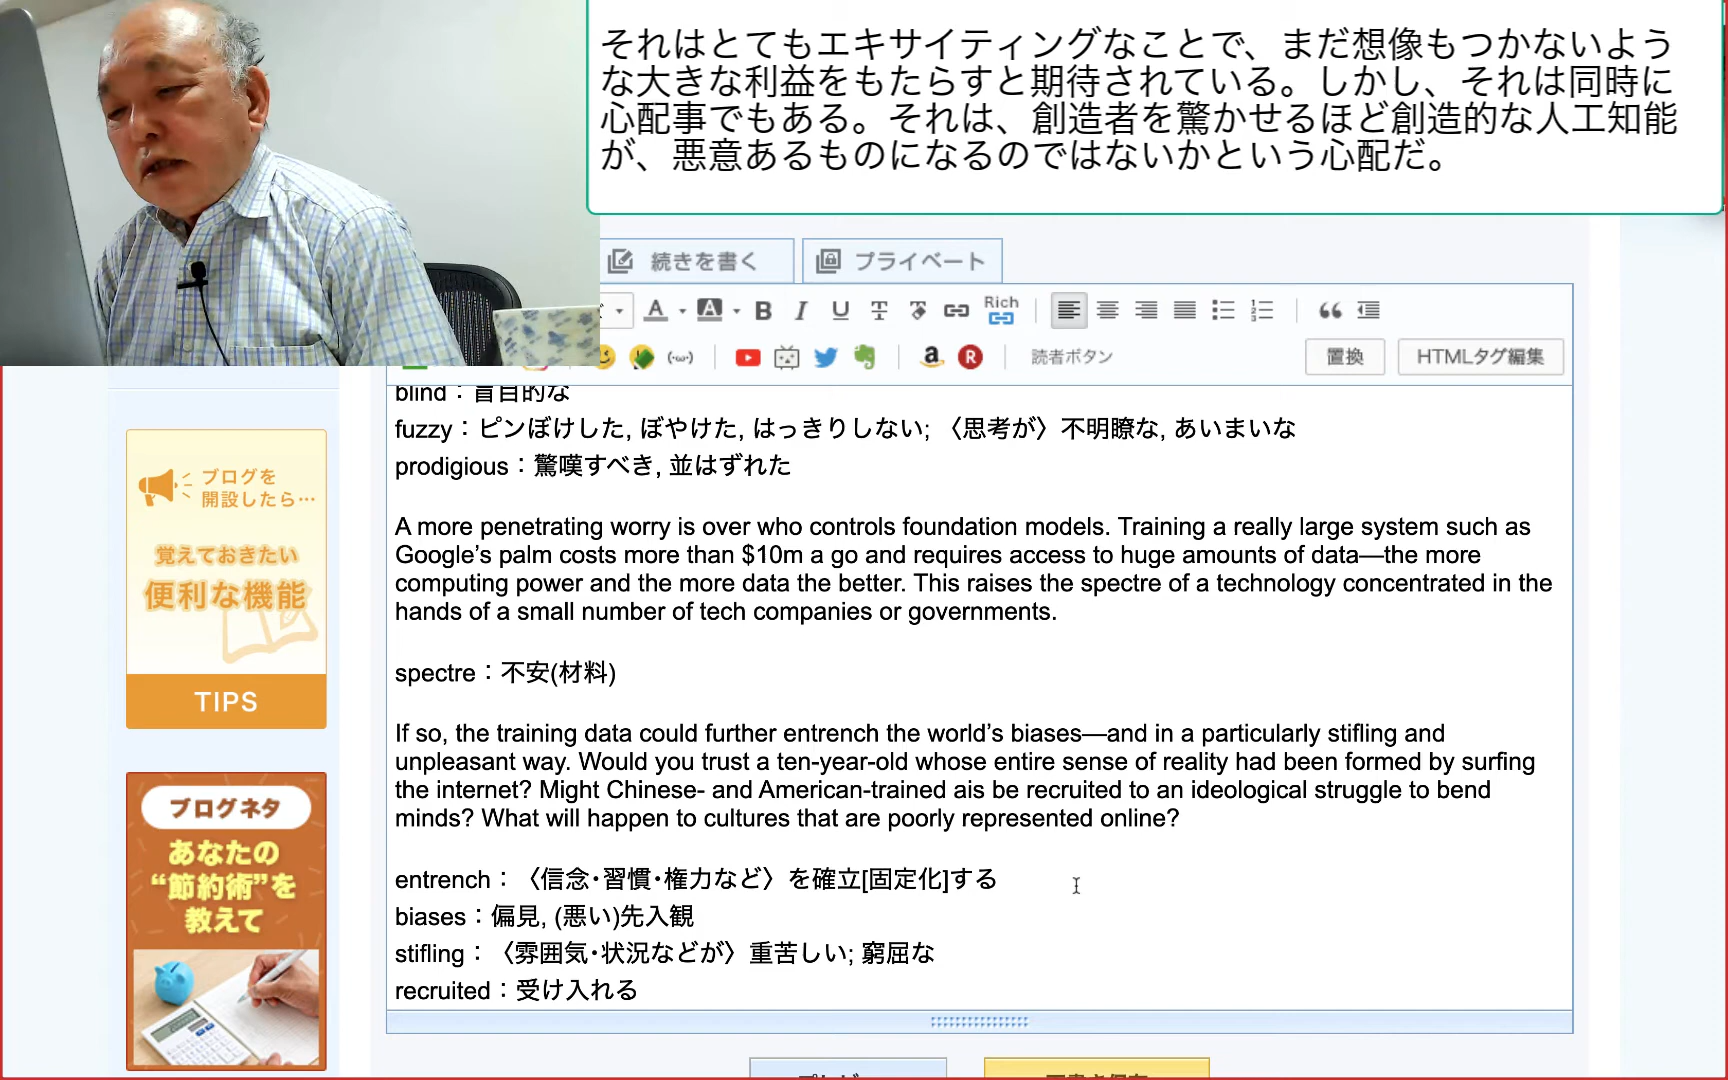 それはとてもエキサイティングなことで、まだ想像もつかないよう
な大きな利益をもたらすと期待されている。しかし、それは同時に
心配事でもある。それは、創造者を驚かせるほど創造的な人工知能
が、悪意あるものになるのではないかという心配だ。
続きを書く
プライベート
A
A
B
I
U
T
Rich
読者ボタン
置換
HTMLタグ編集
blind：盲目的な
fuzzy：ピンぼけした, ぼやけた, はっきりしない; 〈思考が〉不明瞭な, あいまいな
prodigious：驚嘆すべき, 並はずれた
A more penetrating worry is over who controls foundation models. Training a really large system such as
Google’s palm costs more than $10m a go and requires access to huge amounts of data—the more
computing power and the more data the better. This raises the spectre of a technology concentrated in the
hands of a small number of tech companies or governments.
spectre：不安(材料)
If so, the training data could further entrench the world’s biases—and in a particularly stifling and
unpleasant way. Would you trust a ten-year-old whose entire sense of reality had been formed by surfing
the internet? Might Chinese- and American-trained ais be recruited to an ideological struggle to bend
minds? What will happen to cultures that are poorly represented online?
entrench：〈信念･習慣･権力など〉を確立[固定化]する
biases：偏見, (悪い)先入観
stifling：〈雰囲気･状況などが〉重苦しい; 窮屈な
recruited：受け入れる
ブログを
開設したら…
覚えておきたい
便利な機能
TIPS
ブログネタ
あなたの
“節約術”を
教えて